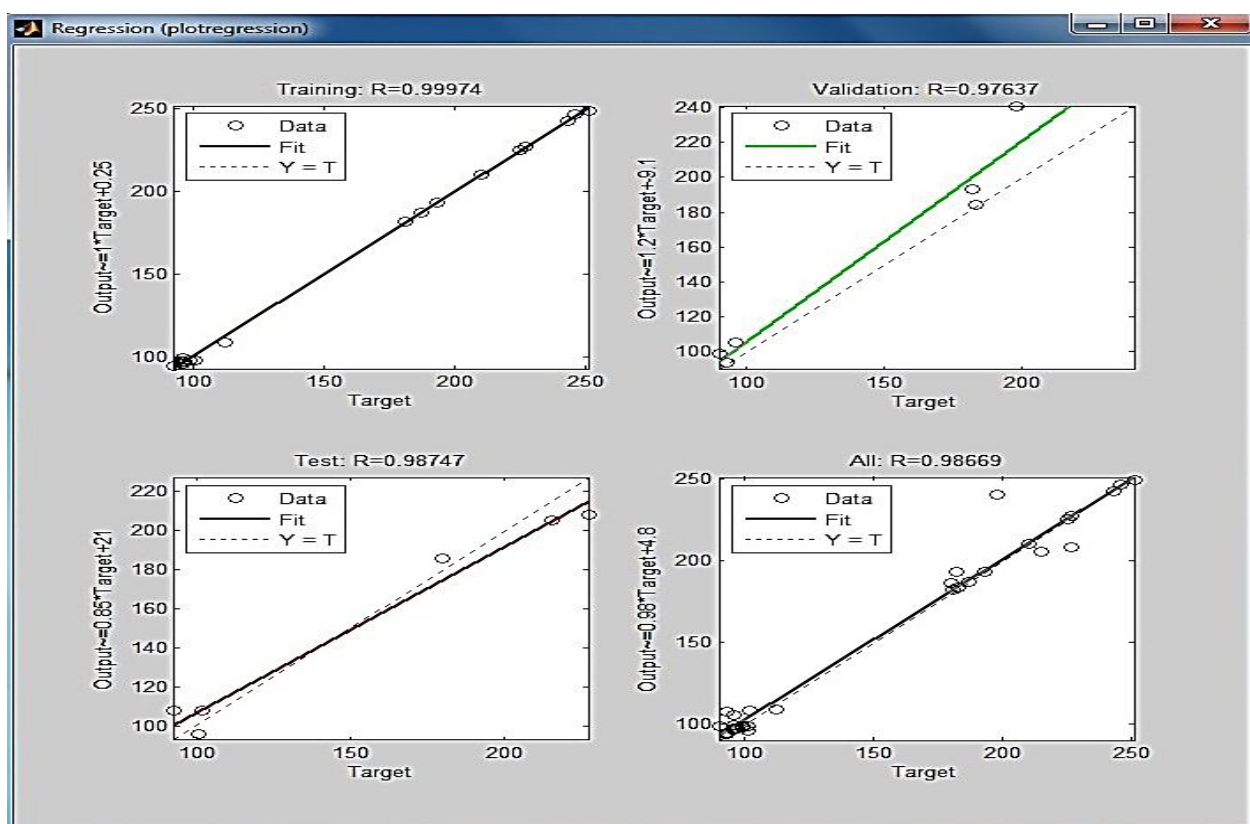 Regression (plotregression)
Training: R=0.99974
Output~=1*Target+0.25
250
200
150
100
Data
Fit
Y = T
100
150
200
250
Target
Validation: R=0.97637
Output~=1.2*Target+-9.1
240
220
200
180
160
140
120
100
Data
Fit
Y = T
100
150
200
Target
Test: R=0.98747
Output~=0.85*Target+21
220
200
180
160
140
120
100
Data
Fit
Y = T
100
150
200
Target
All: R=0.98669
Output~=0.98*Target+4.8
250
200
150
100
Data
Fit
Y = T
100
150
200
250
Target